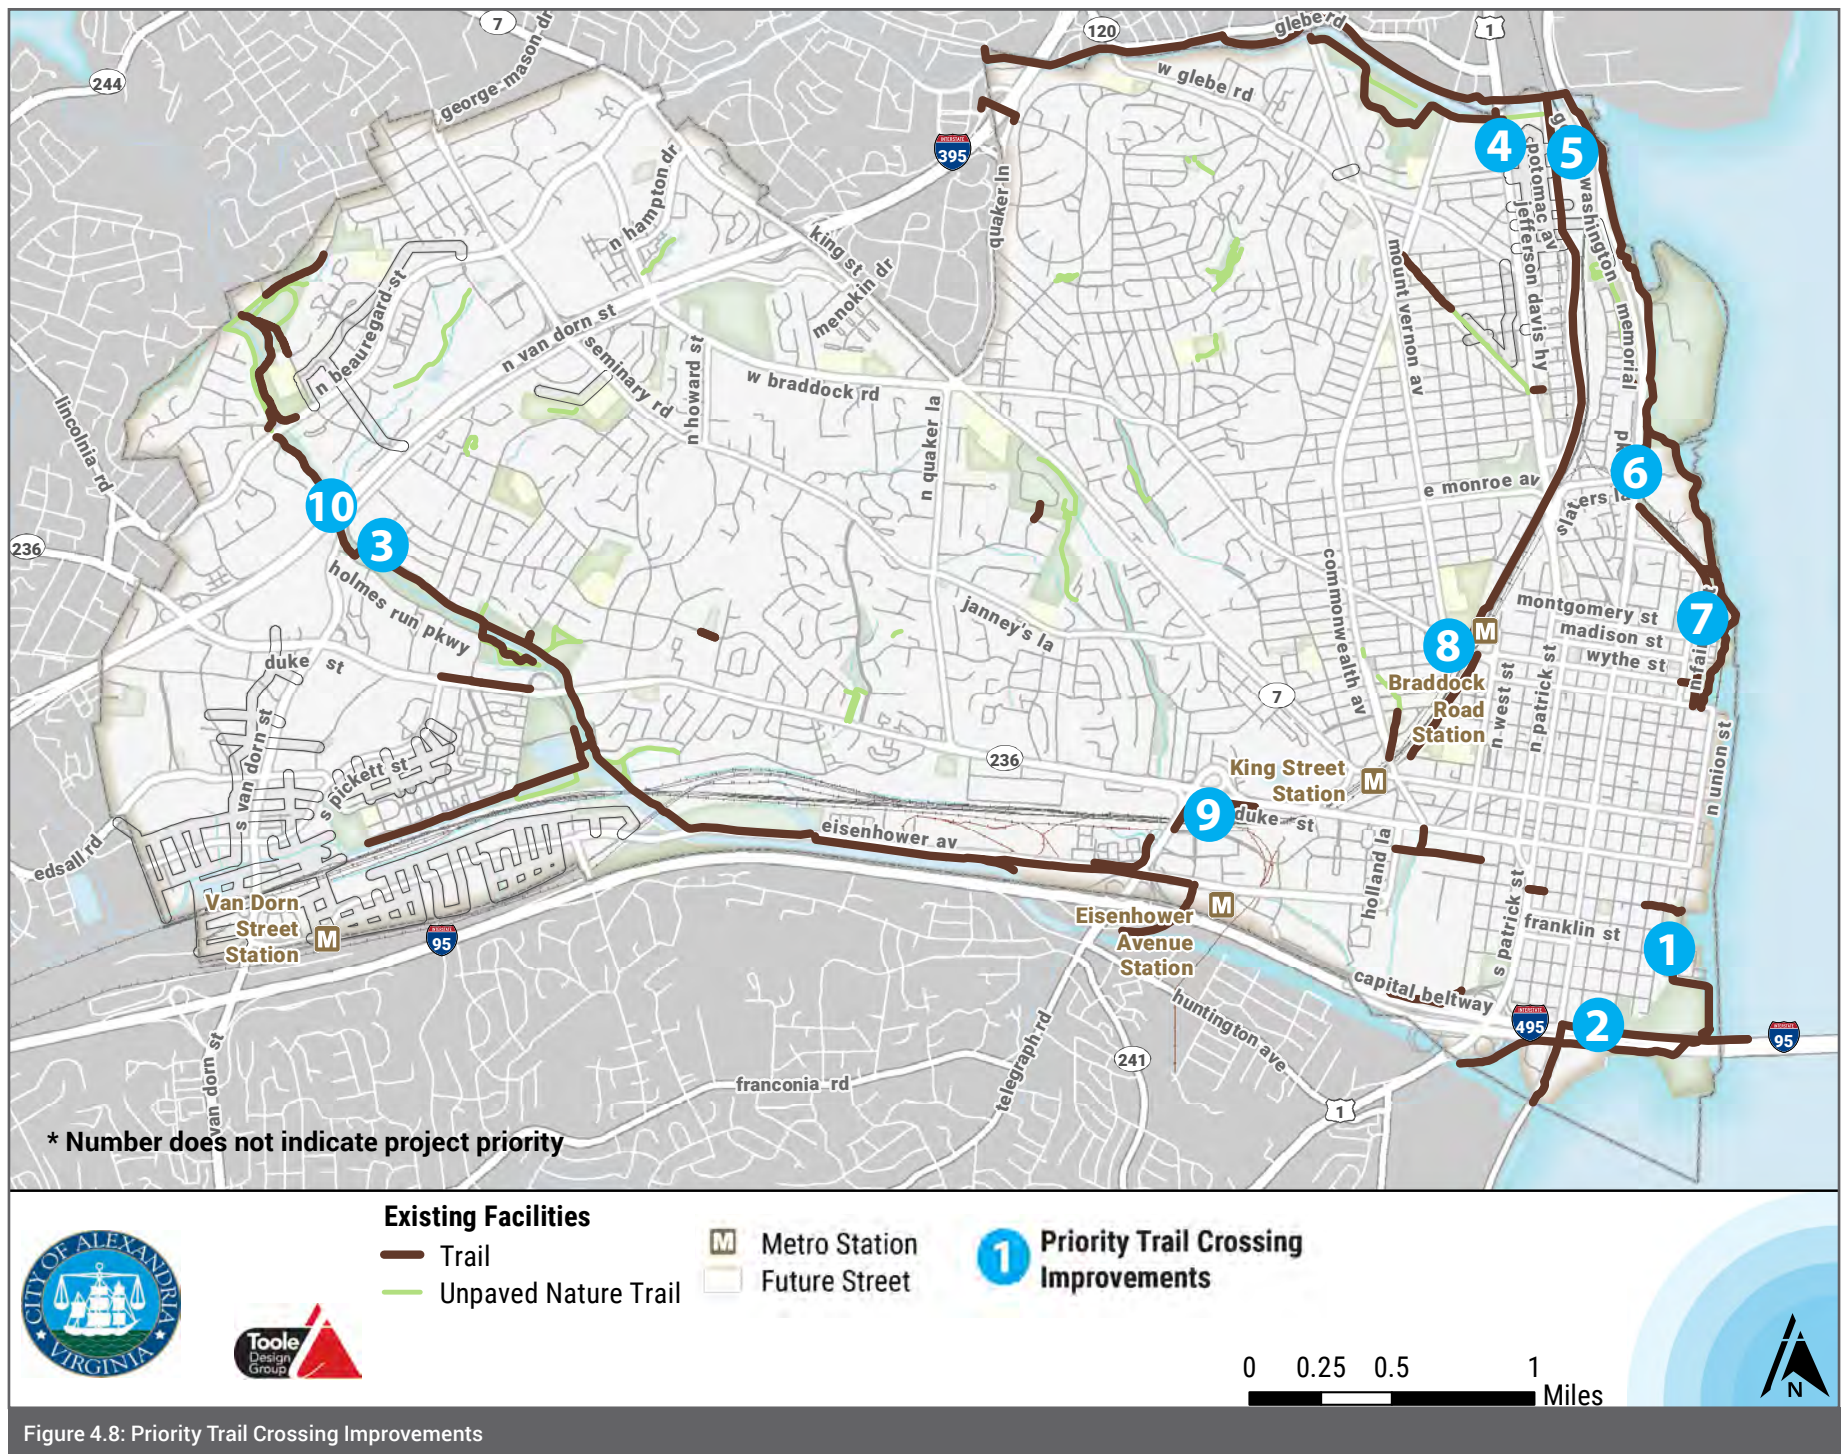 7
george mason dr
244
120
glebe rd
1
w glebe rd
INTERSTATE
395
quaker ln
4
5
potomac av
jefferson davis hy
washington memorial
n hampton dr
king st
menokin dr
mount vernon av
n beauregard st
n van dorn st
seminary rd
n howard st
w braddock rd
n quaker la
lincolnia rd
6
e monroe av
slaters la
10
3
236
holmes run pkwy
janney's la
commonwealth av
montgomery st
madison st
wythe st
7
8
M
Braddock
Road
Station
n west st
n patrick st
n union st
duke st
7
236
King Street
Station
M
9
duke st
s van dorn st
s pickett st
edsall rd
eisenhower av
holland la
Van Dorn
Street
Station
M
INTERSTATE
95
Eisenhower
Avenue
Station
M
s patrick st
franklin st
1
capital beltway
huntington ave
INTERSTATE
495
2
INTERSTATE
95
telegraph rd
241
franconia rd
van dorn st
1
* Number does not indicate project priority
CITY OF ALEXANDRIA
VIRGINIA
Toole
Design
Group
Existing Facilities
Trail
Unpaved Nature Trail
M Metro Station
Future Street
1 Priority Trail Crossing
Improvements
0 0.25 0.5 1
Miles
N
Figure 4.8: Priority Trail Crossing Improvements